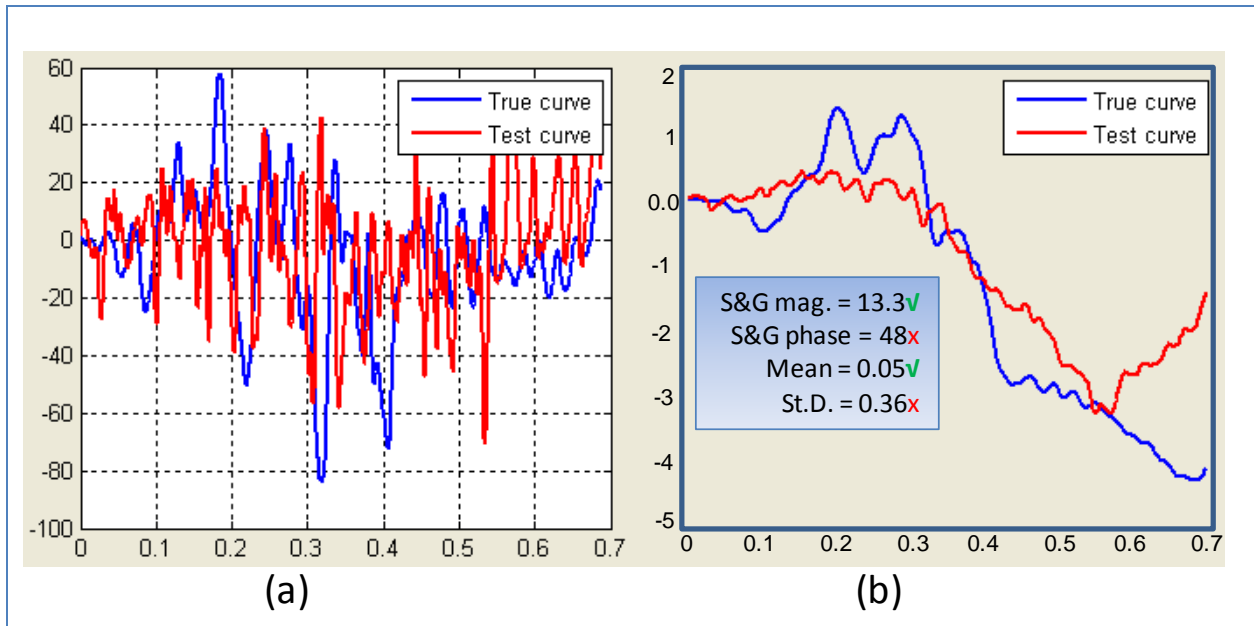 60
40
20
0
-20
-40
-60
-80
-100
0 0.1 0.2 0.3 0.4 0.5 0.6 0.7
True curve
Test curve
(a)
2
1
0.0
-1
-2
-3
-4
-5
0 0.1 0.2 0.3 0.4 0.5 0.6 0.7
True curve
Test curve
S&G mag. = 13.3√
S&G phase = 48x
Mean = 0.05√
St.D. = 0.36x
(b)